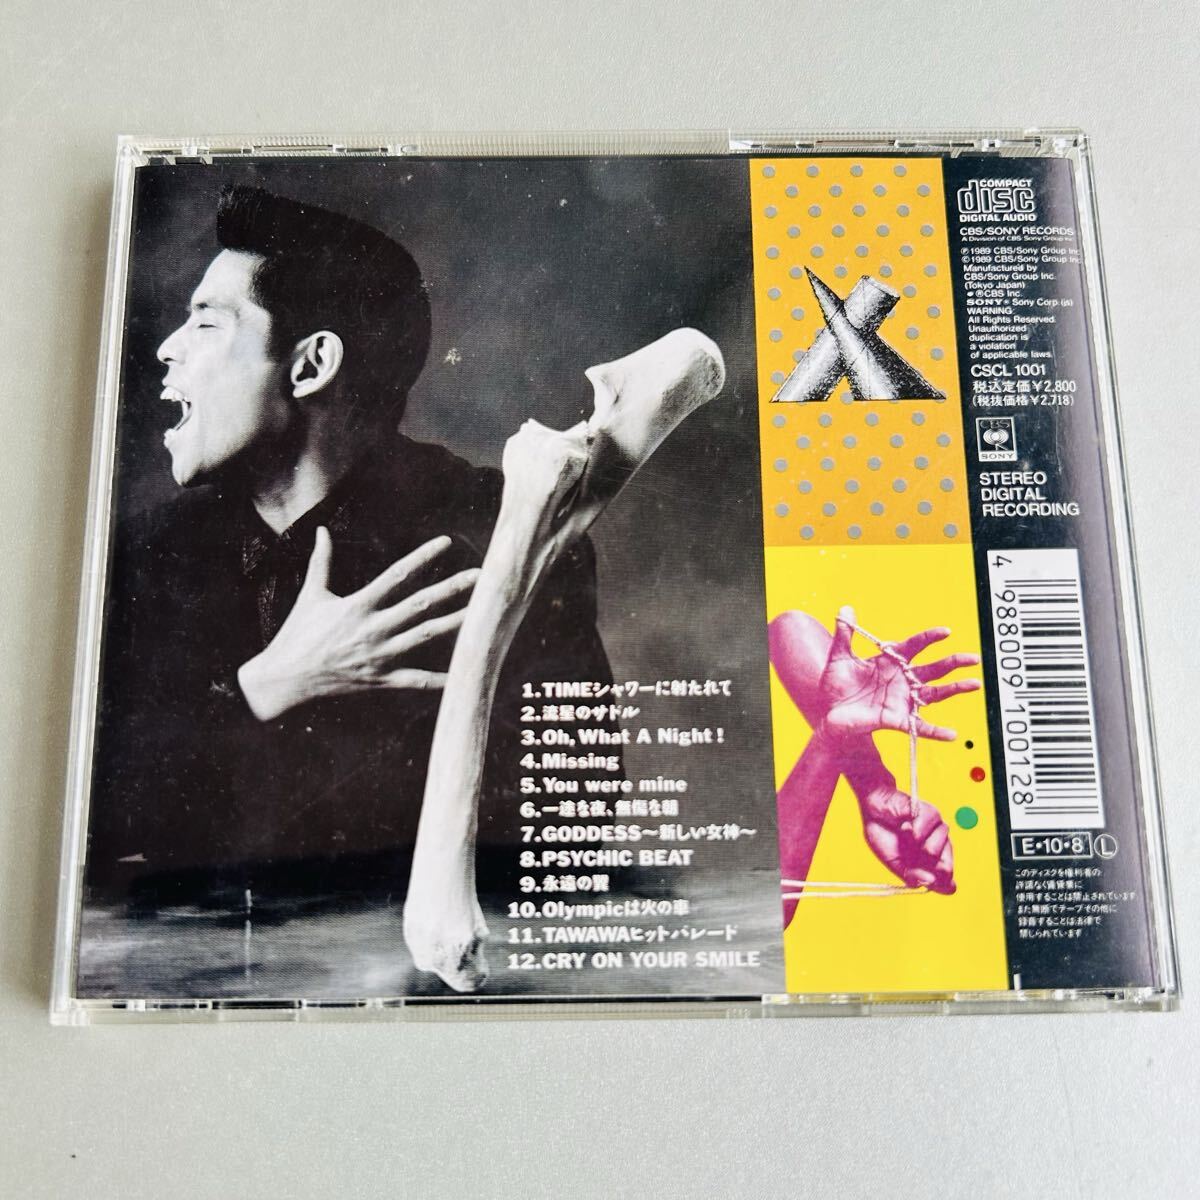 1.TIMEシャワーに射たれて
2.流星のサドル
3.Oh, What A Night!
4.Missing
5.You were mine
6.一途な夜、無傷な朝
7.GODDESS～新しい女神～
8.PSYCHIC BEAT
9.永遠の翼
10.Olympicは火の車
11.TAWAWAヒットパレード
12.CRY ON YOUR SMILE
COMPACT
disc
DIGITAL AUDIO
CBS/SONY RECORDS
A Division of CBS/Sony Group Inc.
℗1989 CBS/Sony Group Inc.
©1989 CBS/Sony Group Inc.
Manufactured by
CBS/Sony Group Inc.
(Tokyo Japan)
®CBS Inc.
SONY® Sony Corp.(js)
WARNING:
All Rights Reserved.
Unauthorized
duplication is
a violation
of applicable laws.
CSCL 1001
税込定価¥2,800
(税抜価格¥2,718)
CBS
SONY
STEREO
DIGITAL
RECORDING
4 988009 100128
E・10・8 L
このディスクを権利者の
許諾なく賃貸業に
使用することは禁止されています
また無断でテープその他に
録音することは法律で
禁じられています